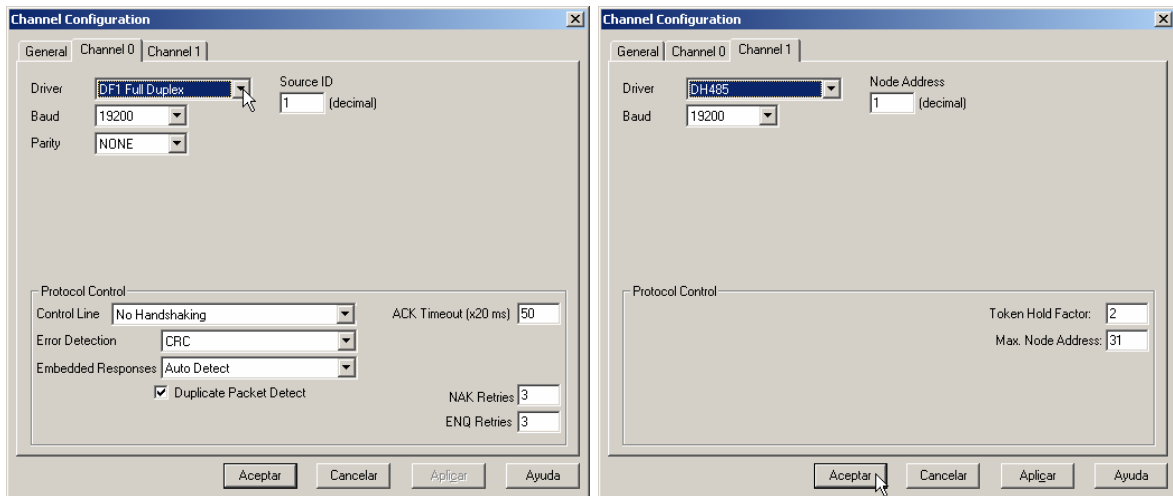 Channel Configuration
General Channel 0 Channel 1
Driver DF1 Full Duplex Source ID
1 (decimal)
Baud 19200
Parity NONE
Protocol Control
Control Line No Handshaking ACK Timeout (x20 ms) 50
Error Detection CRC
Embedded Responses Auto Detect
Duplicate Packet Detect
NAK Retries 3
ENQ Retries 3
Aceptar Cancelar Aplicar Ayuda
Channel Configuration
General Channel 0 Channel 1
Driver DH485 Node Address
1 (decimal)
Baud 19200
Protocol Control
Token Hold Factor: 2
Max. Node Address: 31
Aceptar Cancelar Aplicar Ayuda